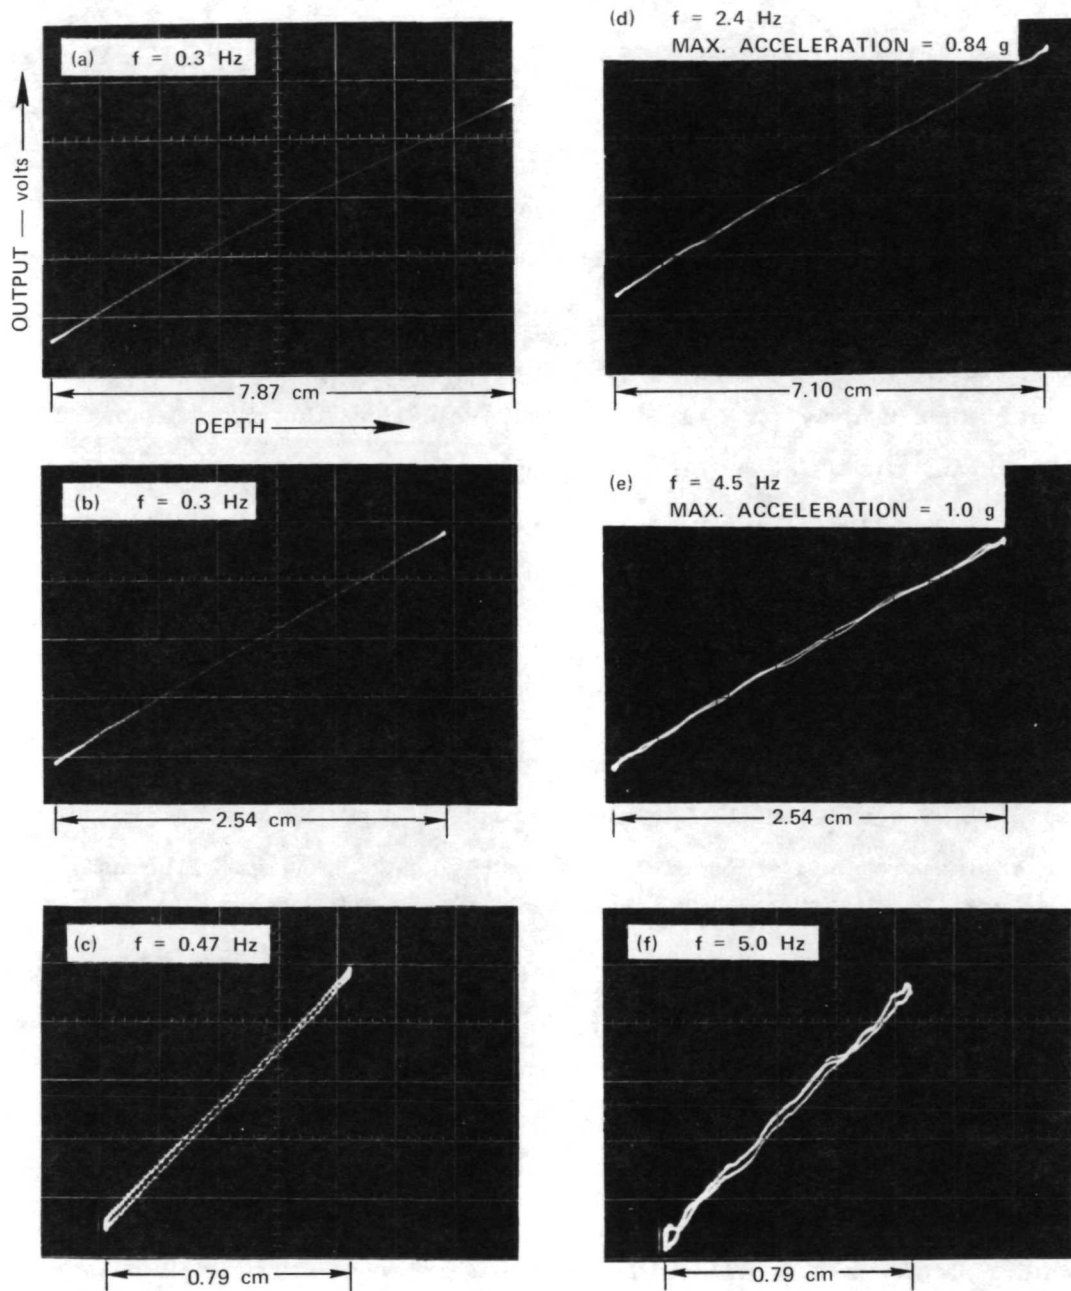 (a) f = 0.3 Hz
OUTPUT — volts
7.87 cm
DEPTH
(b) f = 0.3 Hz
2.54 cm
(c) f = 0.47 Hz
0.79 cm
(d) f = 2.4 Hz
MAX. ACCELERATION = 0.84 g
7.10 cm
(e) f = 4.5 Hz
MAX. ACCELERATION = 1.0 g
2.54 cm
(f) f = 5.0 Hz
0.79 cm